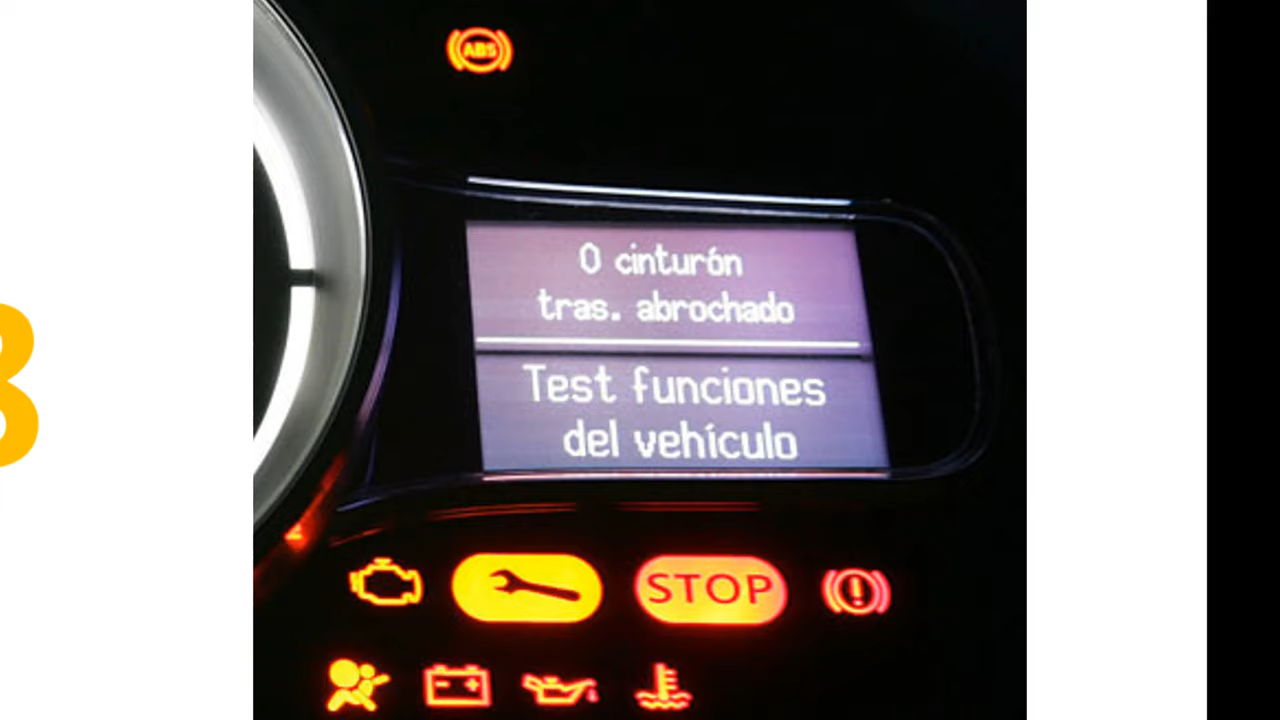 ABS
0 cinturón
tras. abrochado
Test funciones
del vehículo
STOP